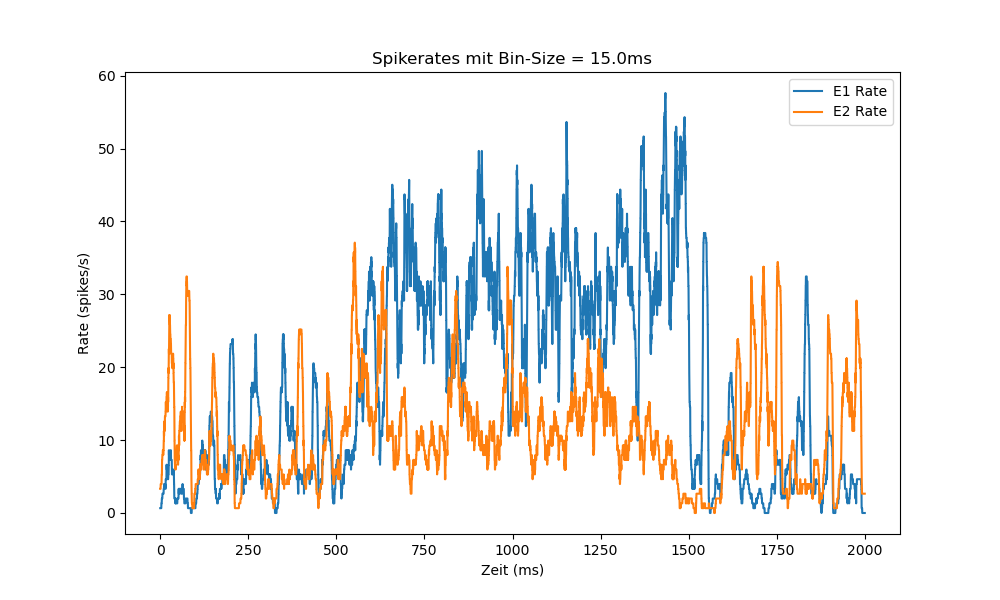 Spikerates mit Bin-Size = 15.0ms
E1 Rate
E2 Rate
Rate (spikes/s)
60
50
40
30
20
10
0
0 250 500 750 1000 1250 1500 1750 2000
Zeit (ms)